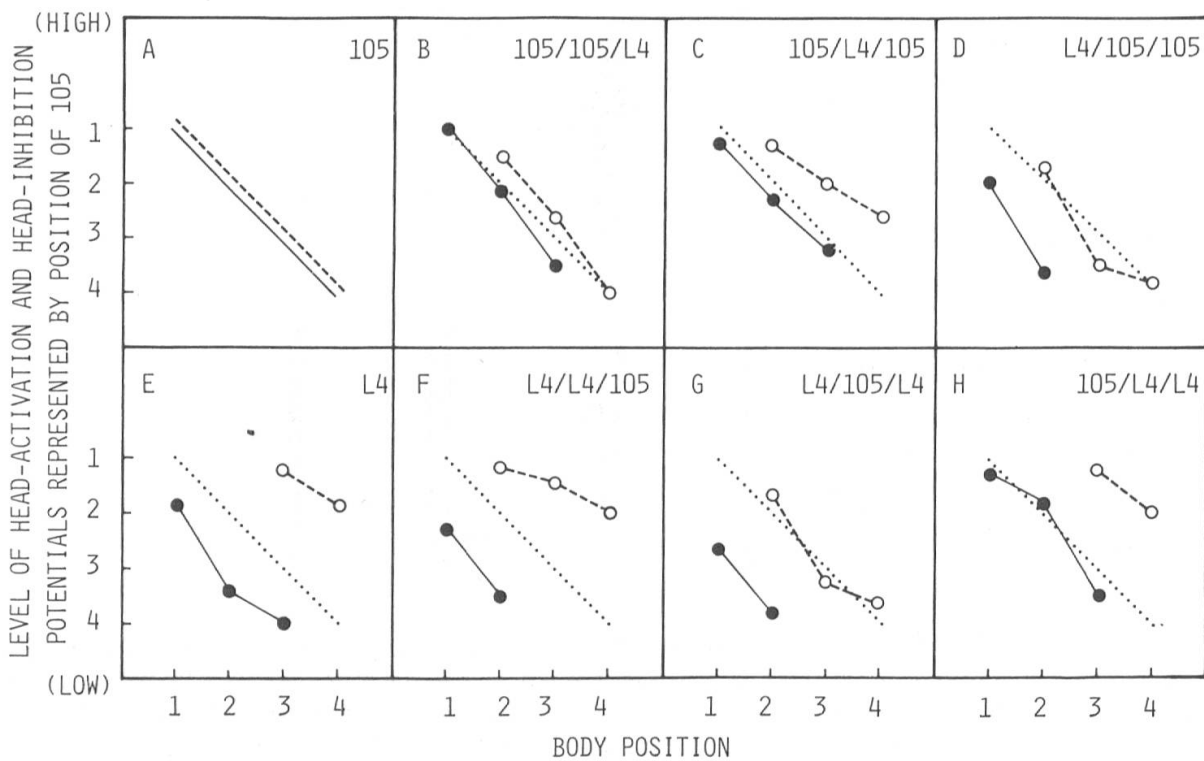 LEVEL OF HEAD-ACTIVATION AND HEAD-INHIBITION
POTENTIALS REPRESENTED BY POSITION OF 105
(HIGH)
1
2
3
4
A 105
B 105/105/L4
C 105/L4/105
D L4/105/105
1
2
3
4
(LOW)
E L4
F L4/L4/105
G L4/105/L4
H 105/L4/L4
1 2 3 4
1 2 3 4
1 2 3 4
1 2 3 4
BODY POSITION